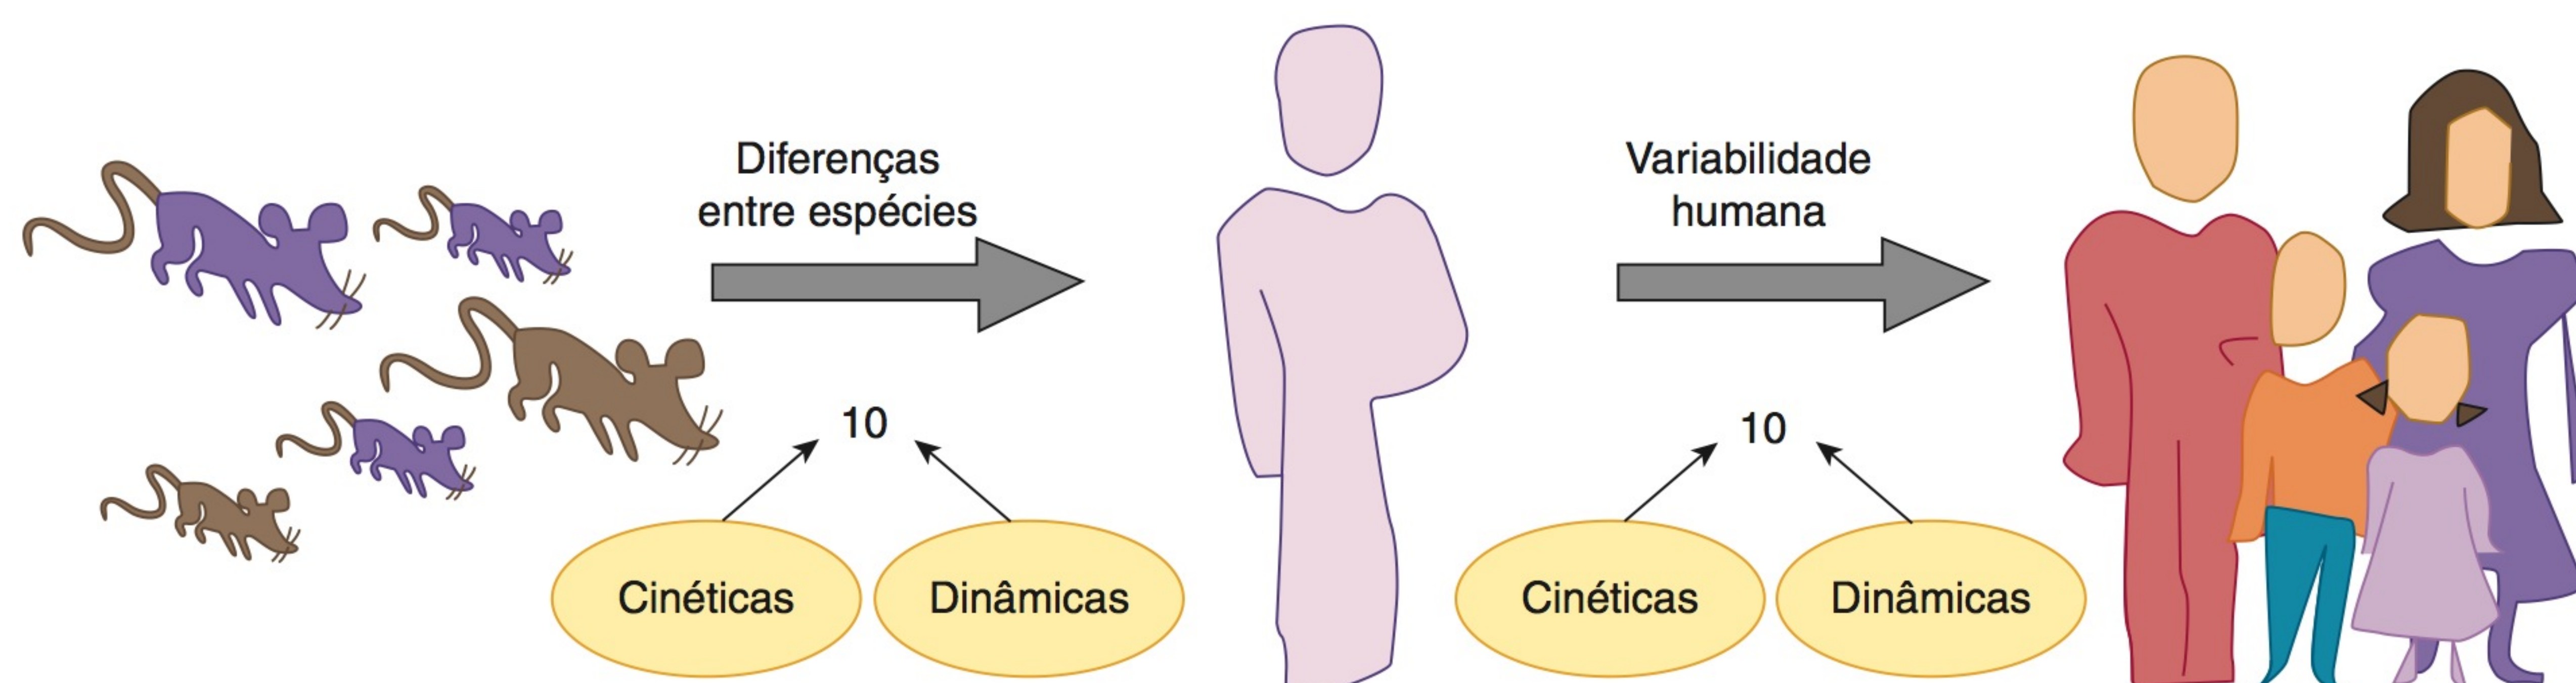 Diferenças
entre espécies
10
Cinéticas
Dinâmicas
Variabilidade
humana
10
Cinéticas
Dinâmicas